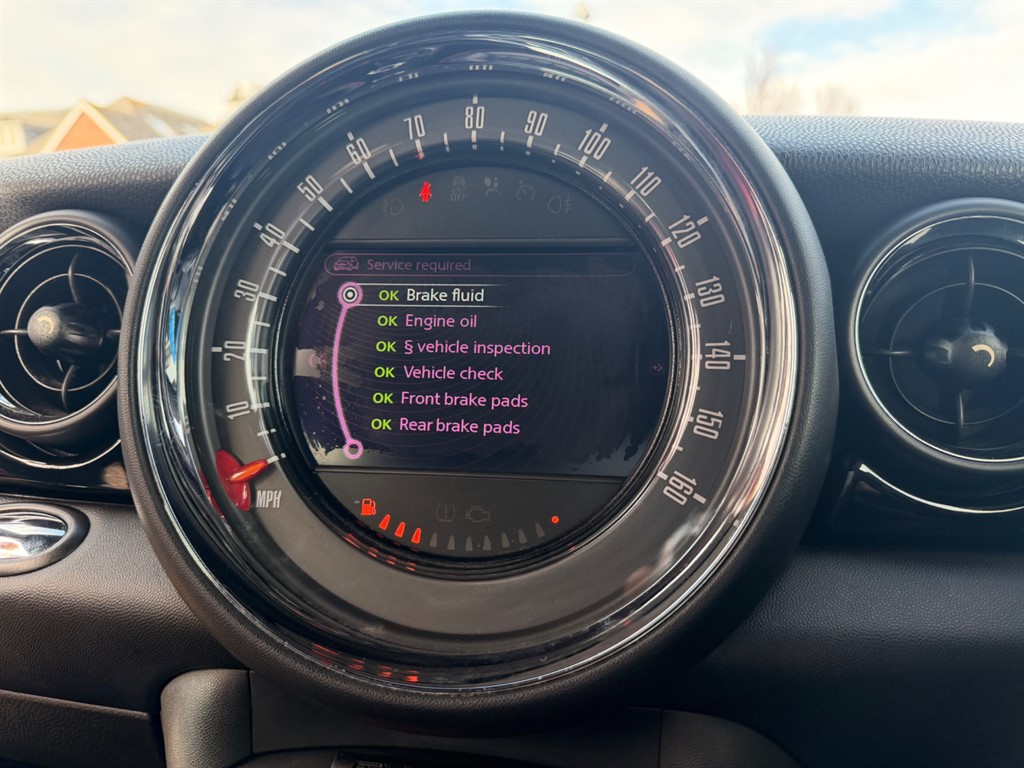 10
20
30
40
50
60
70
80
90
100
110
120
130
140
150
160
MPH
OFF
Service required
OK Brake fluid
OK Engine oil
OK § vehicle inspection
OK Vehicle check
OK Front brake pads
OK Rear brake pads